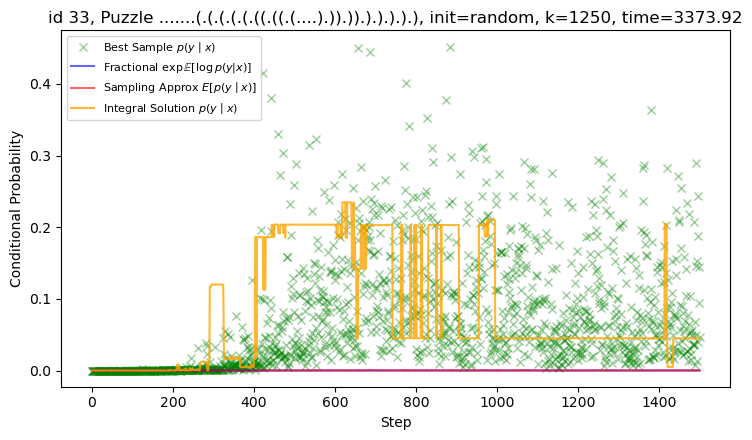 id 33, Puzzle .......(.(.(.(.(.((.((.(....).)).)).).).).).).), init=random, k=1250, time=3373.92
Best Sample p(y | x)
Fractional exp𝔼[log p(y|x)]
Sampling Approx E[p(y | x)]
Integral Solution p(y | x)
Conditional Probability
0.4
0.3
0.2
0.1
0.0
0 200 400 600 800 1000 1200 1400
Step